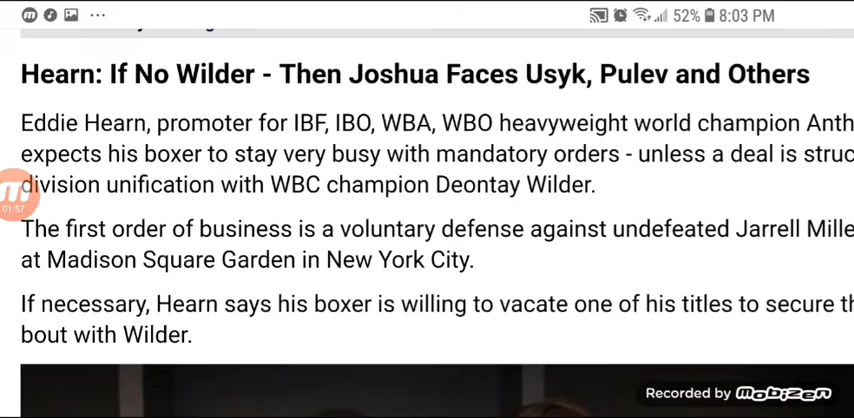 52% 8:03 PM
Hearn: If No Wilder - Then Joshua Faces Usyk, Pulev and Others
Eddie Hearn, promoter for IBF, IBO, WBA, WBO heavyweight world champion Anth
expects his boxer to stay very busy with mandatory orders - unless a deal is struc
division unification with WBC champion Deontay Wilder.
01:57
The first order of business is a voluntary defense against undefeated Jarrell Mille
at Madison Square Garden in New York City.
If necessary, Hearn says his boxer is willing to vacate one of his titles to secure th
bout with Wilder.
Recorded by mobizen